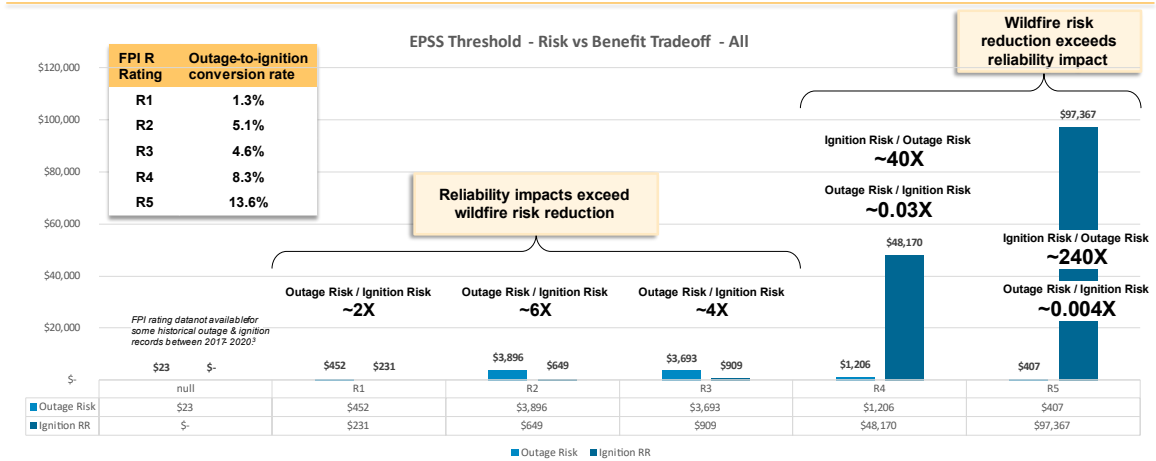 Wildfire risk
reduction exceeds
reliability impact
EPSS Threshold - Risk vs Benefit Tradeoff - All
FPI R Rating Outage-to-ignition conversion rate
R1 1.3%
R2 5.1%
R3 4.6%
R4 8.3%
R5 13.6%
$120,000
$100,000
$80,000
$60,000
$40,000
$20,000
$-
Reliability impacts exceed
wildfire risk reduction
Ignition Risk / Outage Risk
~40X
Outage Risk / Ignition Risk
~0.03X
Ignition Risk / Outage Risk
~240X
Outage Risk / Ignition Risk
~0.004X
Outage Risk / Ignition Risk
~2X
Outage Risk / Ignition Risk
~6X
Outage Risk / Ignition Risk
~4X
FPI rating datanot availablefor
some historical outage & ignition
records between 2017- 2020.³
$23 $-
$452 $231
$3,896 $649
$3,693 $909
$1,206 $48,170
$407 $97,367
null R1 R2 R3 R4 R5
Outage Risk $23 $452 $3,896 $3,693 $1,206 $407
Ignition RR $- $231 $649 $909 $48,170 $97,367
Outage Risk Ignition RR